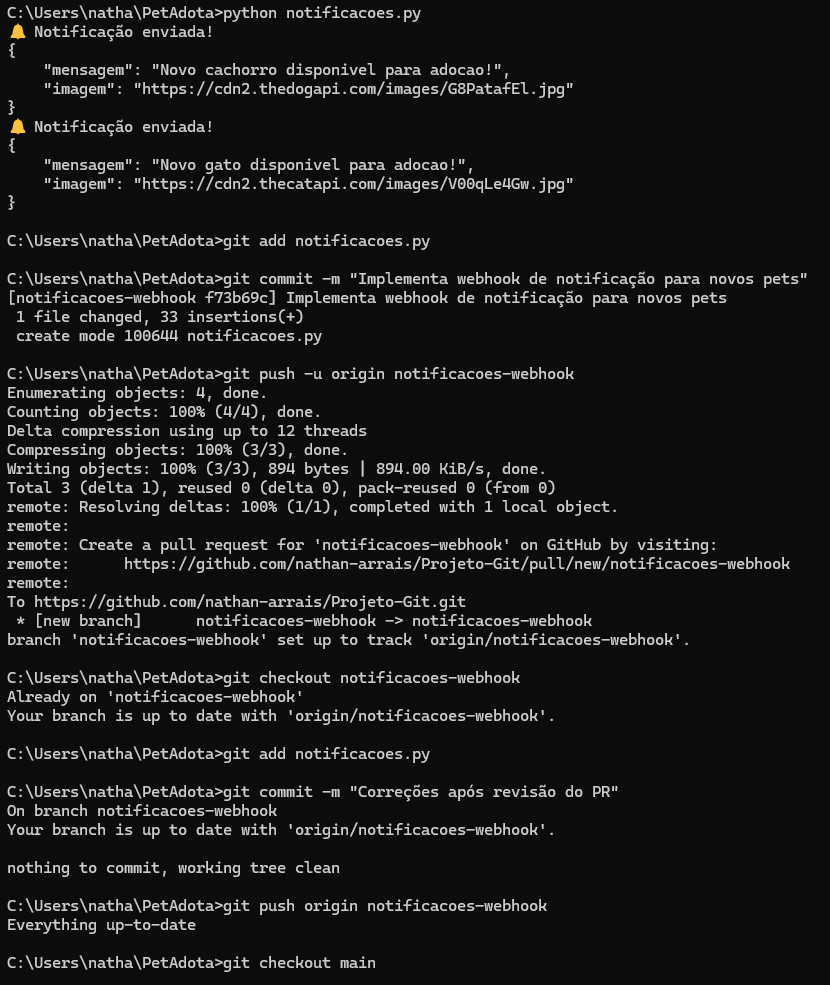 C:\Users\natha\PetAdota>python notificacoes.py
🔔 Notificação enviada!
{
    "mensagem": "Novo cachorro disponivel para adocao!",
    "imagem": "https://cdn2.thedogapi.com/images/G8PatafEl.jpg"
}
🔔 Notificação enviada!
{
    "mensagem": "Novo gato disponivel para adocao!",
    "imagem": "https://cdn2.thecatapi.com/images/V00qLe4Gw.jpg"
}
C:\Users\natha\PetAdota>git add notificacoes.py
C:\Users\natha\PetAdota>git commit -m "Implementa webhook de notificação para novos pets"
[notificacoes-webhook f73b69c] Implementa webhook de notificação para novos pets
 1 file changed, 33 insertions(+)
 create mode 100644 notificacoes.py
C:\Users\natha\PetAdota>git push -u origin notificacoes-webhook
Enumerating objects: 4, done.
Counting objects: 100% (4/4), done.
Delta compression using up to 12 threads
Compressing objects: 100% (3/3), done.
Writing objects: 100% (3/3), 894 bytes | 894.00 KiB/s, done.
Total 3 (delta 1), reused 0 (delta 0), pack-reused 0 (from 0)
remote: Resolving deltas: 100% (1/1), completed with 1 local object.
remote:
remote: Create a pull request for 'notificacoes-webhook' on GitHub by visiting:
remote:      https://github.com/nathan-arrais/Projeto-Git/pull/new/notificacoes-webhook
remote:
To https://github.com/nathan-arrais/Projeto-Git.git
 * [new branch]      notificacoes-webhook -> notificacoes-webhook
branch 'notificacoes-webhook' set up to track 'origin/notificacoes-webhook'.
C:\Users\natha\PetAdota>git checkout notificacoes-webhook
Already on 'notificacoes-webhook'
Your branch is up to date with 'origin/notificacoes-webhook'.
C:\Users\natha\PetAdota>git add notificacoes.py
C:\Users\natha\PetAdota>git commit -m "Correções após revisão do PR"
On branch notificacoes-webhook
Your branch is up to date with 'origin/notificacoes-webhook'.
nothing to commit, working tree clean
C:\Users\natha\PetAdota>git push origin notificacoes-webhook
Everything up-to-date
C:\Users\natha\PetAdota>git checkout main